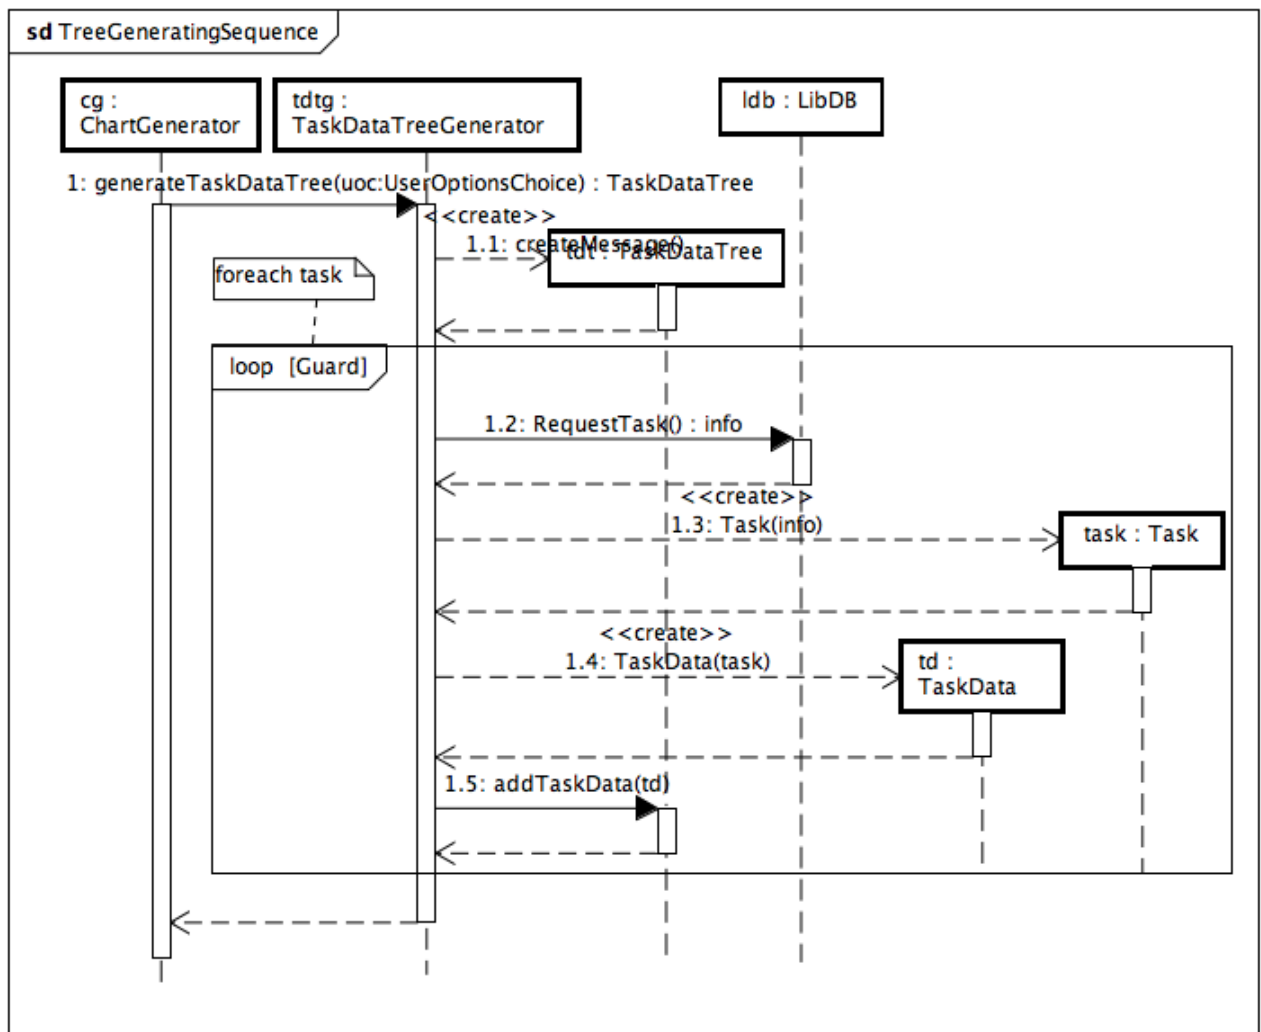 sd TreeGeneratingSequence
cg :
ChartGenerator
tdtg :
TaskDataTreeGenerator
ldb : LibDB
1: generateTaskDataTree(uoc:UserOptionsChoice) : TaskDataTree
<<create>>
1.1: createMessage()
tdt : TaskDataTree
foreach task
loop [Guard]
1.2: RequestTask() : info
<<create>>
1.3: Task(info)
task : Task
<<create>>
1.4: TaskData(task)
td :
TaskData
1.5: addTaskData(td)